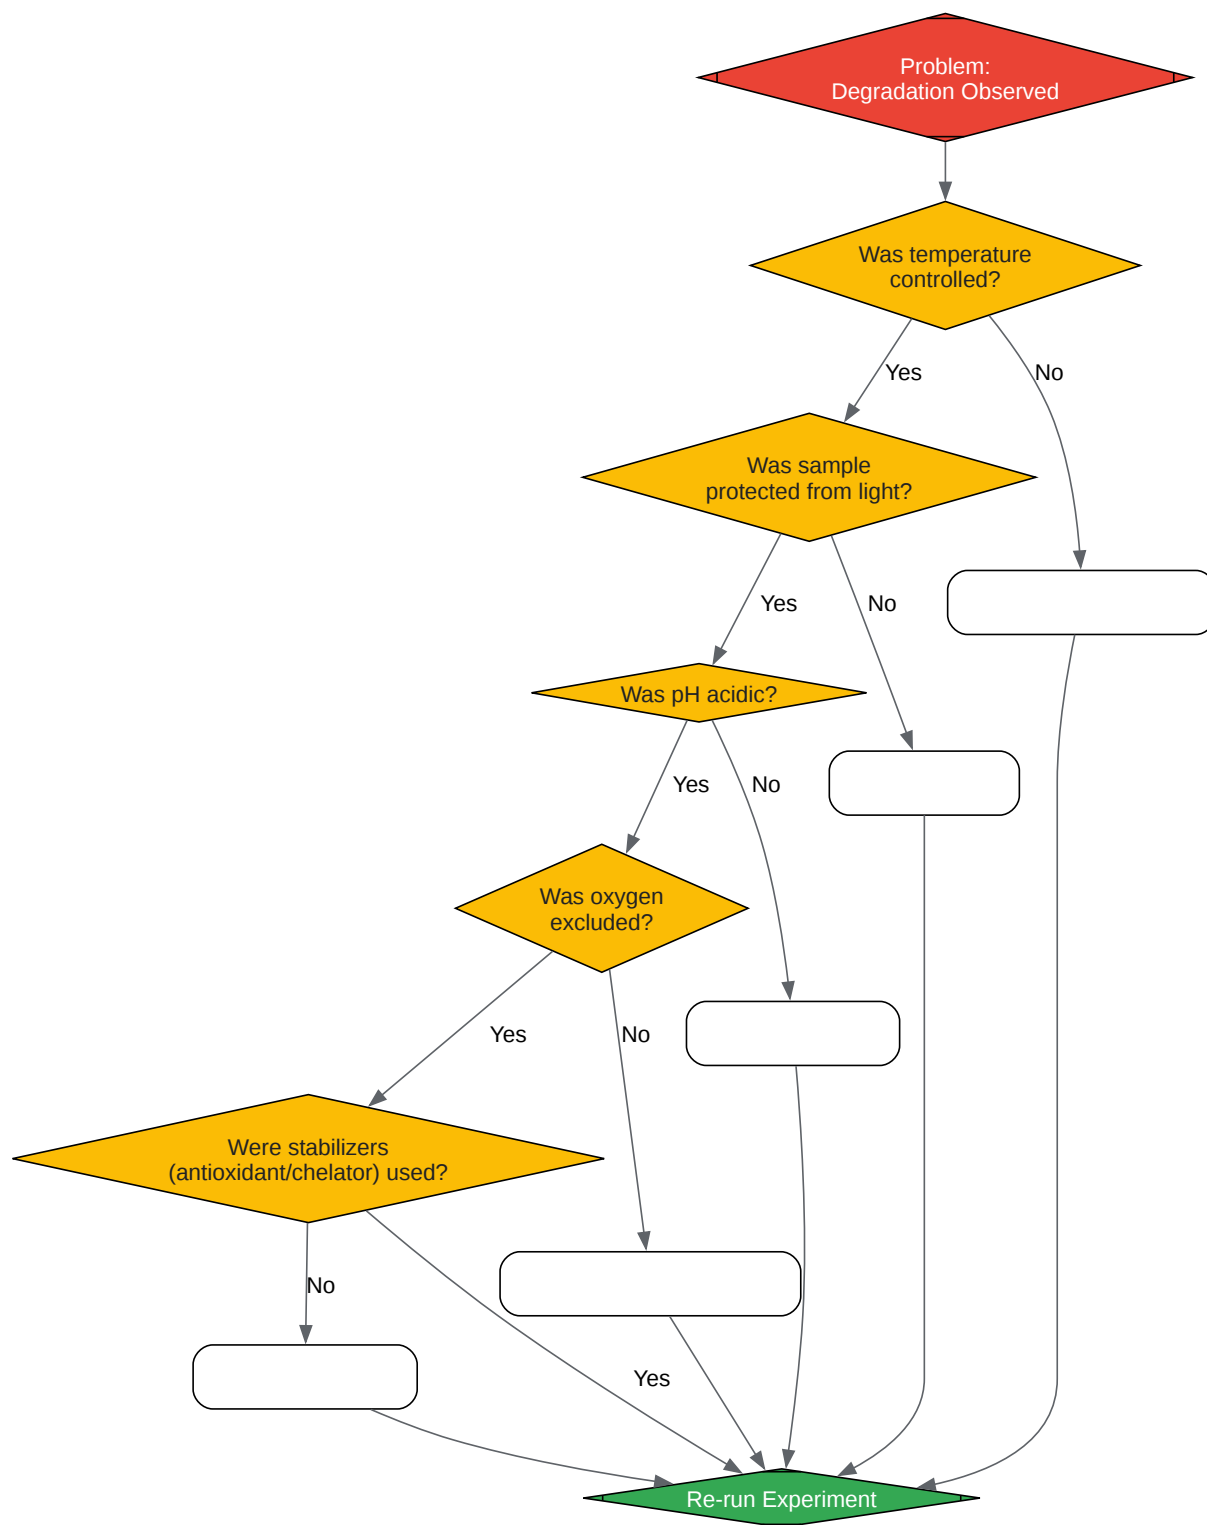 Problem:
Degradation Observed
Was temperature
controlled?
Yes
No
Was sample
protected from light?
Yes
No
Was pH acidic?
Yes
No
Was oxygen
excluded?
Yes
No
Were stabilizers
(antioxidant/chelator) used?
No
Yes
Re-run Experiment